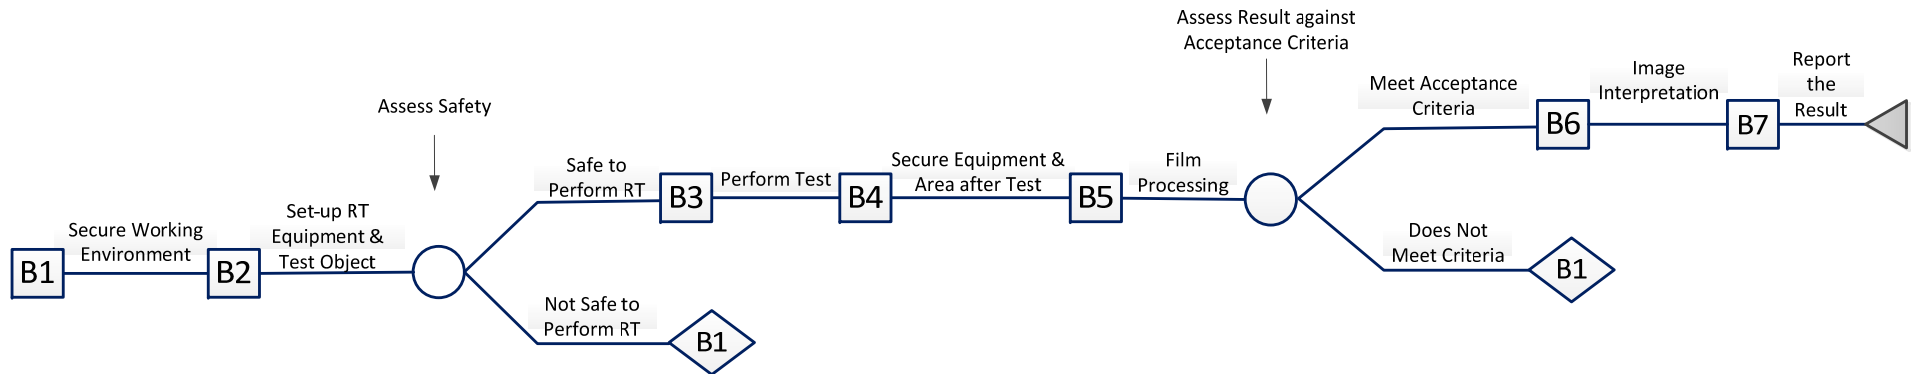 Assess Result against
Acceptance Criteria
Assess Safety
B1
Secure Working
Environment
B2
Set-up RT
Equipment &
Test Object
Safe to
Perform RT
B3
Perform Test
B4
Secure Equipment &
Area after Test
B5
Film
Processing
Meet Acceptance
Criteria
B6
Image
Interpretation
B7
Report
the
Result
Does Not
Meet Criteria
B1
Not Safe to
Perform RT
B1